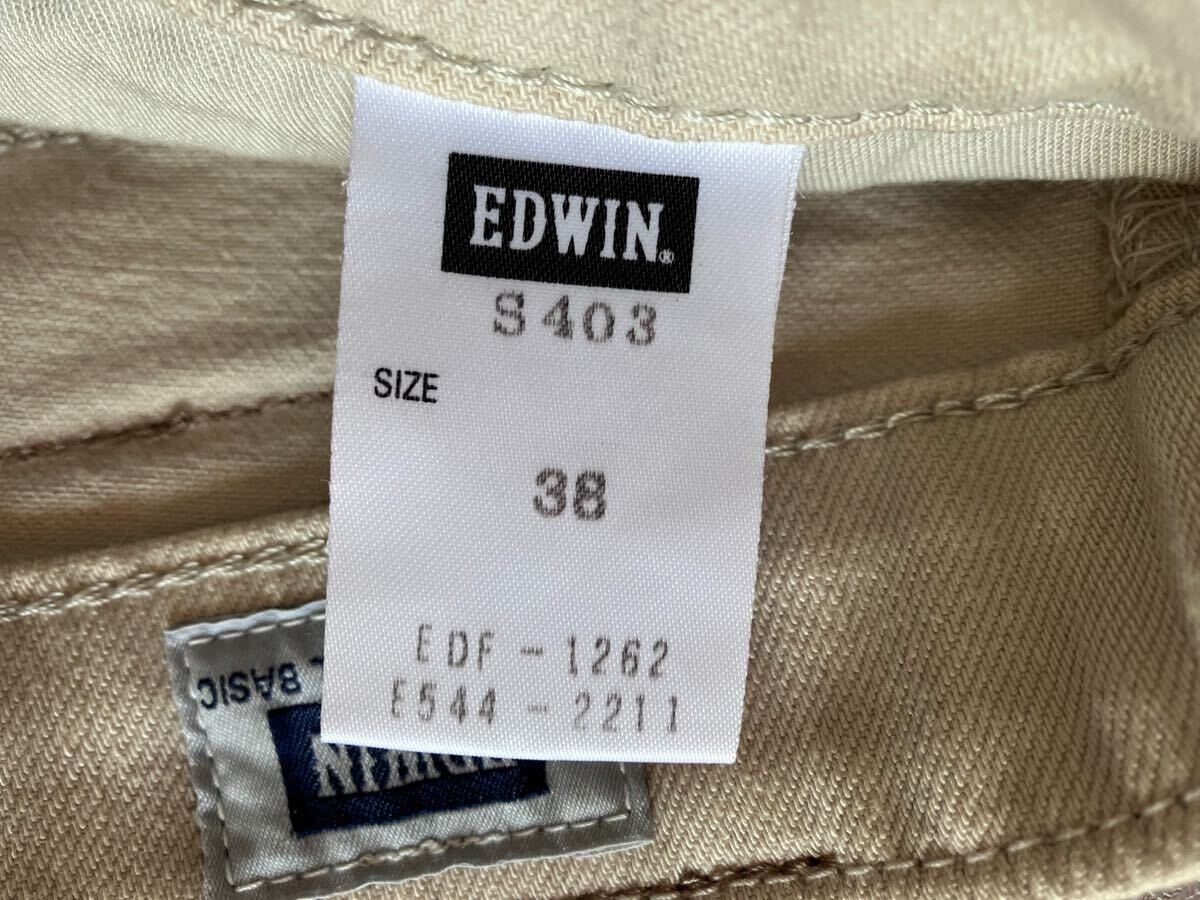 EDWIN®
S403
SIZE
38
EDF-1262
E544-2211
BASIC